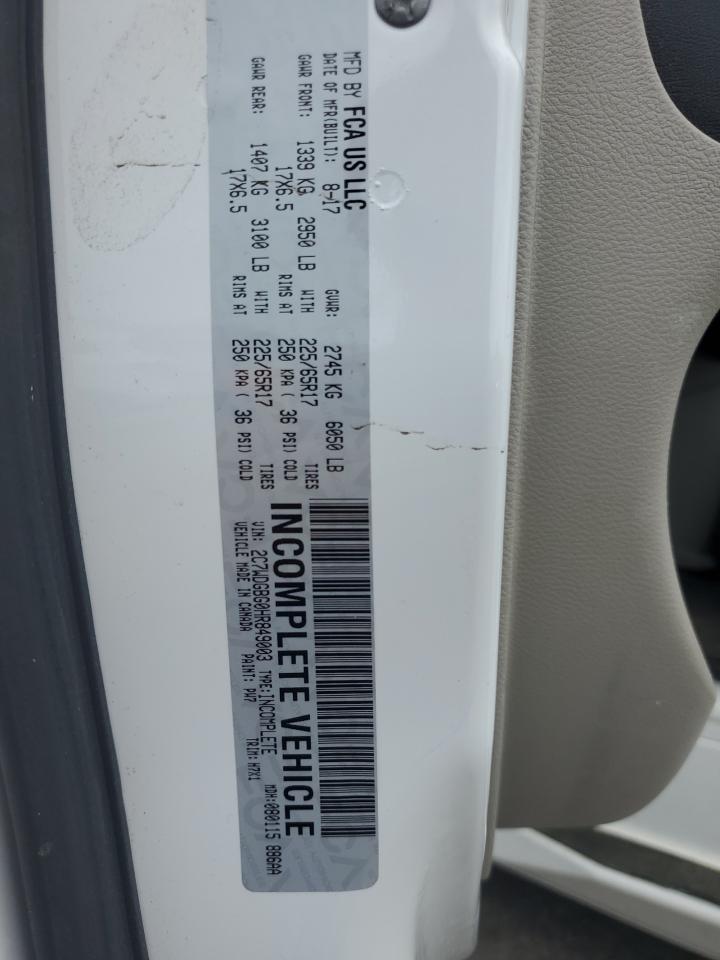 MFD BY FCA US LLC
DATE OF MFR(BUILT): 8-17 GVWR: 2745 KG 6050 LB
GAWR FRONT: 1339 KG 2950 LB WITH 225/65R17 TIRES
17X6.5 RIMS AT 250 KPA ( 36 PSI) COLD
GAWR REAR: 1407 KG 3100 LB WITH 225/65R17 TIRES
17X6.5 RIMS AT 250 KPA ( 36 PSI) COLD
INCOMPLETE VEHICLE
VIN: 2C7WDGBG0HR849003 TYPE:INCOMPLETE MDH:080115 886AA
VEHICLE MADE IN CANADA PAINT: PW7 TRIM: H7X1